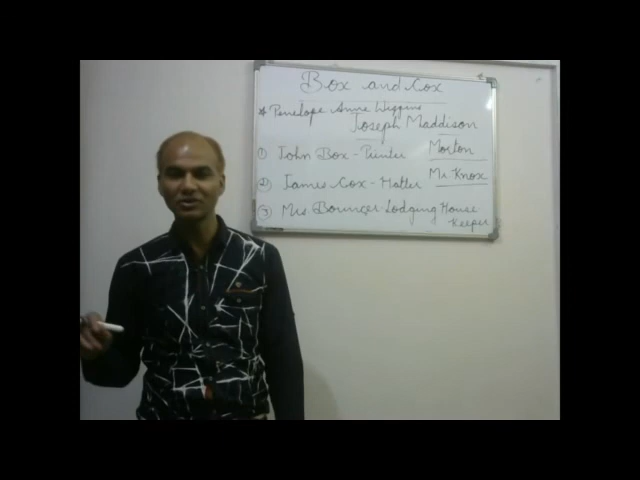 Box and Cox
* Penelope Anne Wiggins
Joseph Maddison
① John Box - Printer Morton
② James Cox - Hatter Mr Knox
③ Mrs Bouncer - Lodging House
Keeper